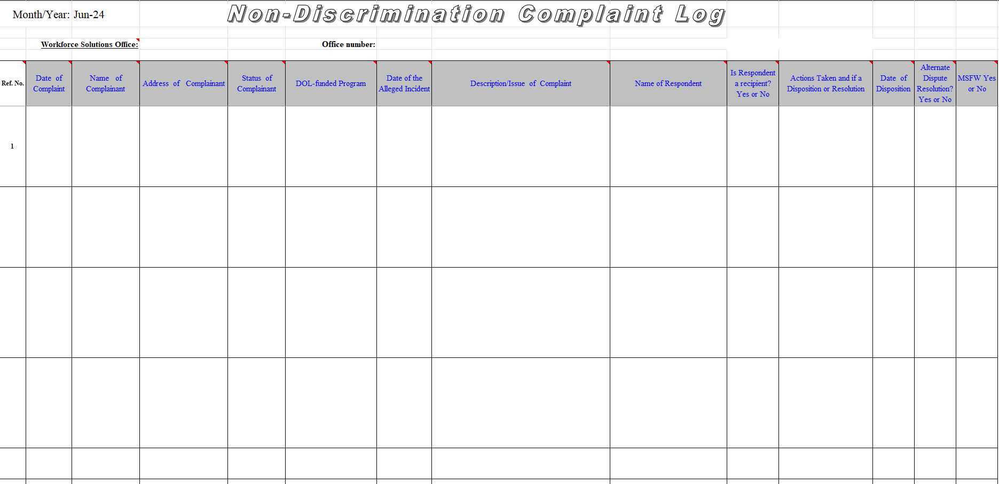 Month/Year: Jun-24
Non-Discrimination Complaint Log
Workforce Solutions Office:
Office number:
Ref. No.
Date of
Complaint
Name of
Complainant
Address of Complainant
Status of
Complainant
DOL-funded Program
Date of the
Alleged Incident
Description/Issue of Complaint
Name of Respondent
Is Respondent
a recipient?
Yes or No
Actions Taken and if a
Disposition or Resolution
Date of
Disposition
Alternate
Dispute
Resolution?
Yes or No
MSFW Yes
or No
1